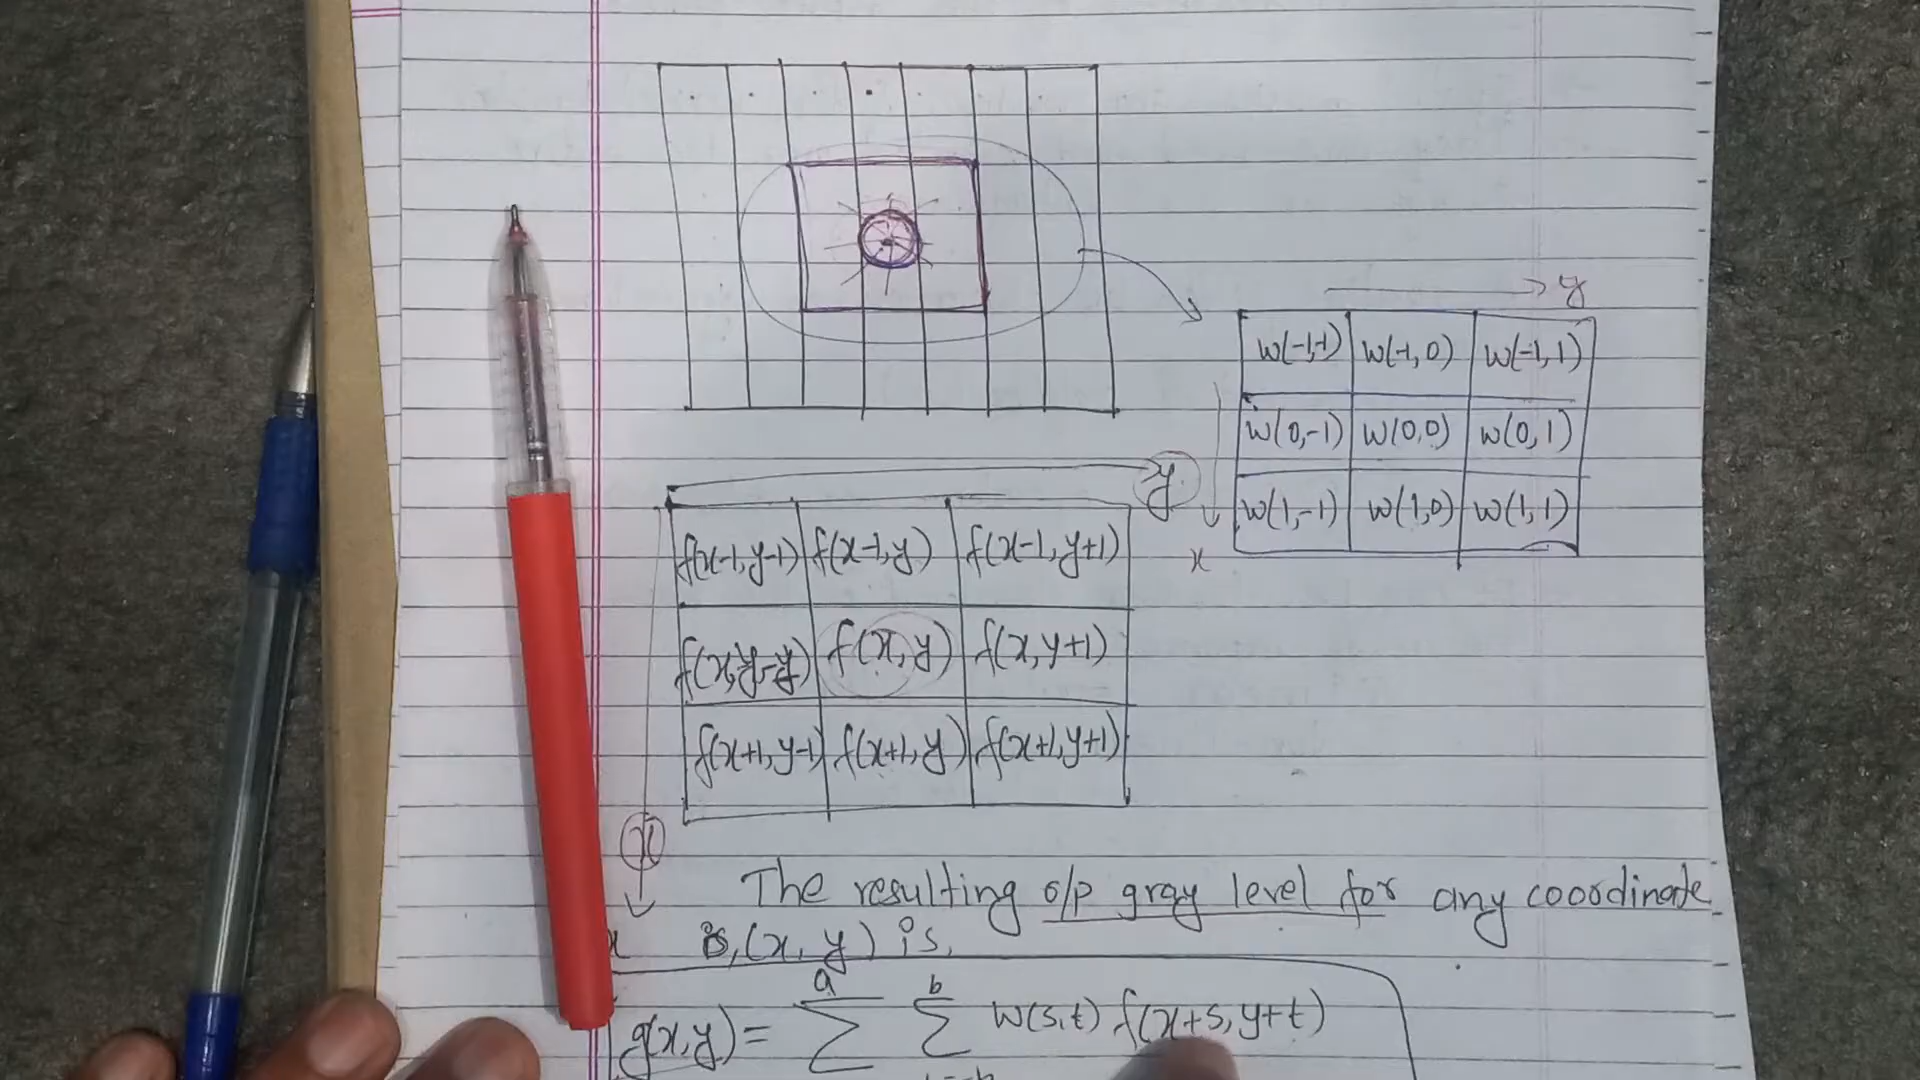 y
w(-1,-1) w(-1, 0) w(-1, 1)
w(0,-1) w(0,0) w(0, 1)
w(1,-1) w(1,0) w(1, 1)
x
y
f(x-1, y-1) f(x-1, y) f(x-1, y+1)
f(x, y) f(x, y+1)
f(x+1, y-1) f(x+1, y) f(x+1, y+1)
x
The resulting o/p gray level for any cooordinate
x is, (x, y) is,
a b
g(x,y) = Σ Σ w(s,t) f(x+s, y+t)